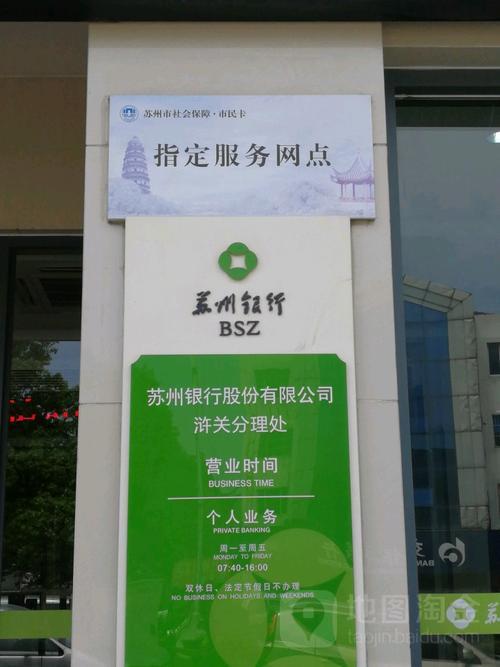 苏州市社会保障·市民卡
指定服务网点
苏州银行
BSZ
苏州银行股份有限公司
浒关分理处
营业时间
BUSINESS TIME
个人业务
PRIVATE BANKING
周一至周五
MONDAY TO FRIDAY
07:40-16:00
双休日、法定节假日不办理
NO BUSINESS ON HOLIDAYS AND WEEKENDS
地图淘金
taojin.baidu.com